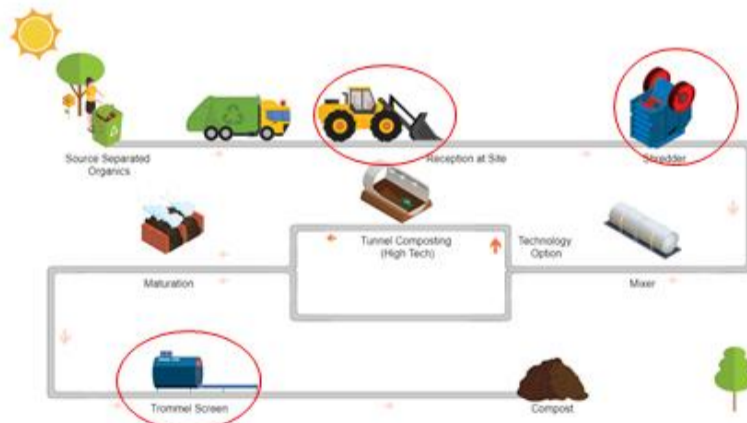 Source Separated
Organics
Reception at Site
Shredder
Tunnel Composting
(High Tech)
Technology
Option
Maturation
Mixer
Trommel Screen
Compost